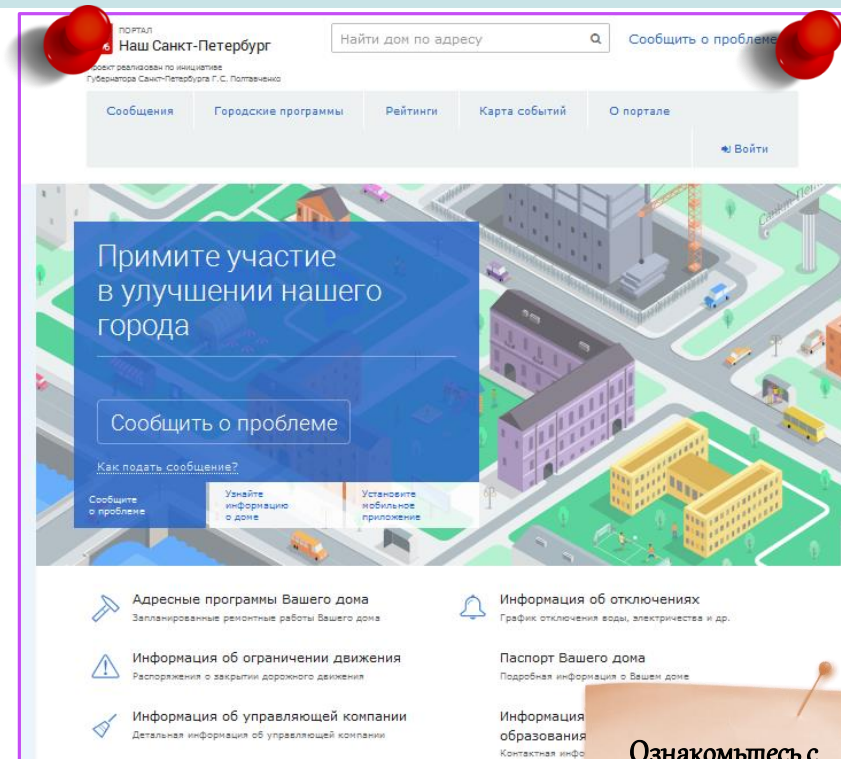 ПОРТАЛ
Наш Санкт-Петербург
Проект реализован по инициативе
Губернатора Санкт-Петербурга Г.С. Полтавченко
Найти дом по адресу
Сообщить о проблеме
Сообщения Городские программы Рейтинги Карта событий О портале
Войти
Примите участие
в улучшении нашего
города
Сообщить о проблеме
Как подать сообщение?
Сообщите
о проблеме
Узнайте
информацию
о доме
Установите
мобильное
приложение
Санкт-Пет
Адресные программы Вашего дома
Запланированные ремонтные работы Вашего дома
Информация об отключениях
График отключения воды, электричества и др.
Информация об ограничении движения
Распоряжения о закрытии дорожного движения
Паспорт Вашего дома
Подробная информация о Вашем доме
Информация об управляющей компании
Детальная информация об управляющей компании
Информация
образования
Контактная инфо
Ознакомьтесь с